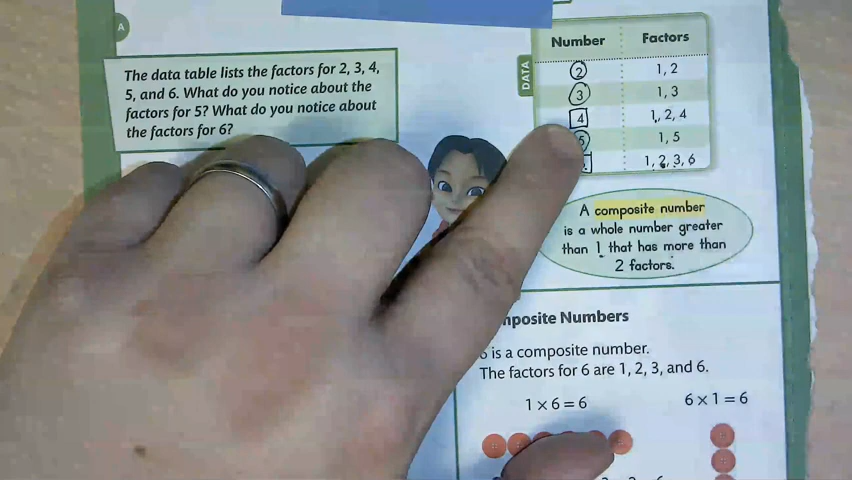 A
The data table lists the factors for 2, 3, 4,
5, and 6. What do you notice about the
factors for 5? What do you notice about
the factors for 6?
DATA
Number Factors
2 1, 2
3 1, 3
4 1, 2, 4
5 1, 5
1, 2, 3, 6
A composite number
is a whole number greater
than 1 that has more than
2 factors.
Numbers
is a composite number.
The factors for 6 are 1, 2, 3, and 6.
1 × 6 = 6 6 × 1 = 6